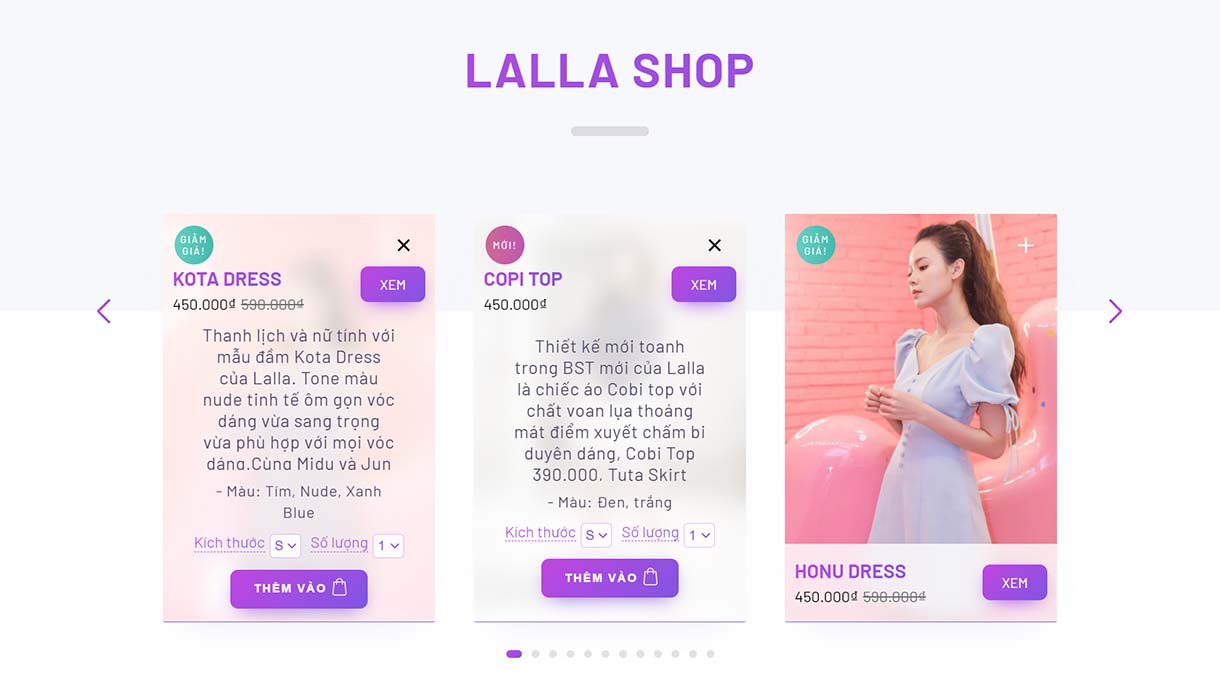 LALLA SHOP
GIẢM
GIÁ!
KOTA DRESS
XEM
450.000₫ 590.000₫
Thanh lịch và nữ tính với
mẫu đầm Kota Dress
của Lalla. Tone màu
nude tinh tế ôm gọn vóc
dáng vừa sang trọng
vừa phù hợp với mọi vóc
dáng.Cùng Midu và Jun
- Màu: Tím, Nude, Xanh
Blue
Kích thước S Số lượng 1
THÊM VÀO
MỚI!
COPI TOP
XEM
450.000₫
Thiết kế mới toanh
trong BST mới của Lalla
là chiếc áo Cobi top với
chất voan lụa thoáng
mát điểm xuyết chấm bi
duyên dáng, Cobi Top
390.000, Tuta Skirt
- Màu: Đen, trắng
Kích thước S Số lượng 1
THÊM VÀO
GIẢM
GIÁ!
HONU DRESS
XEM
450.000₫ 590.000₫